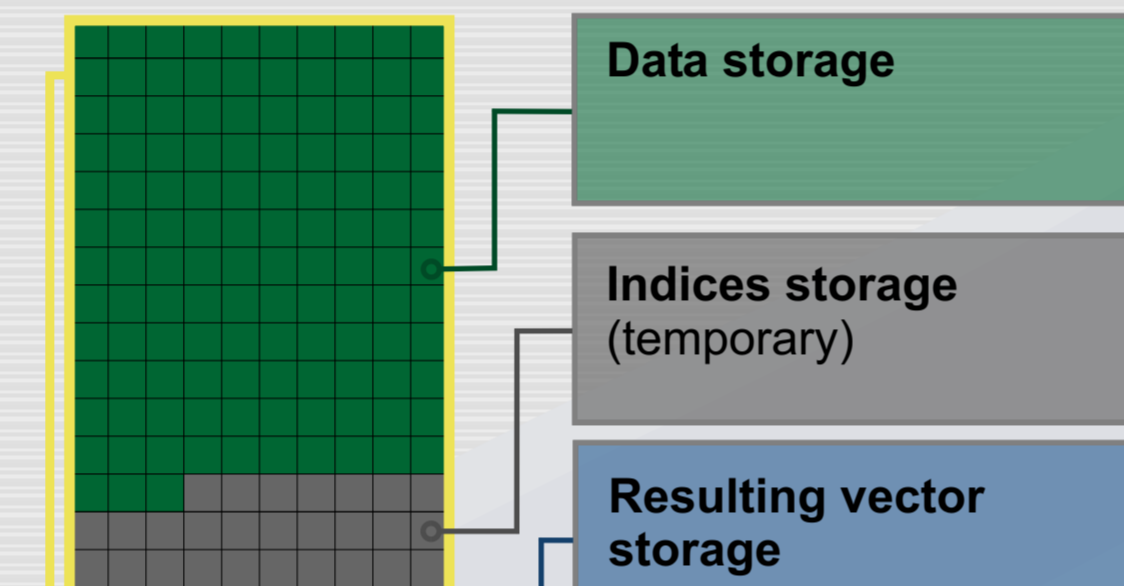 Data storage
Indices storage
(temporary)
Resulting vector
storage